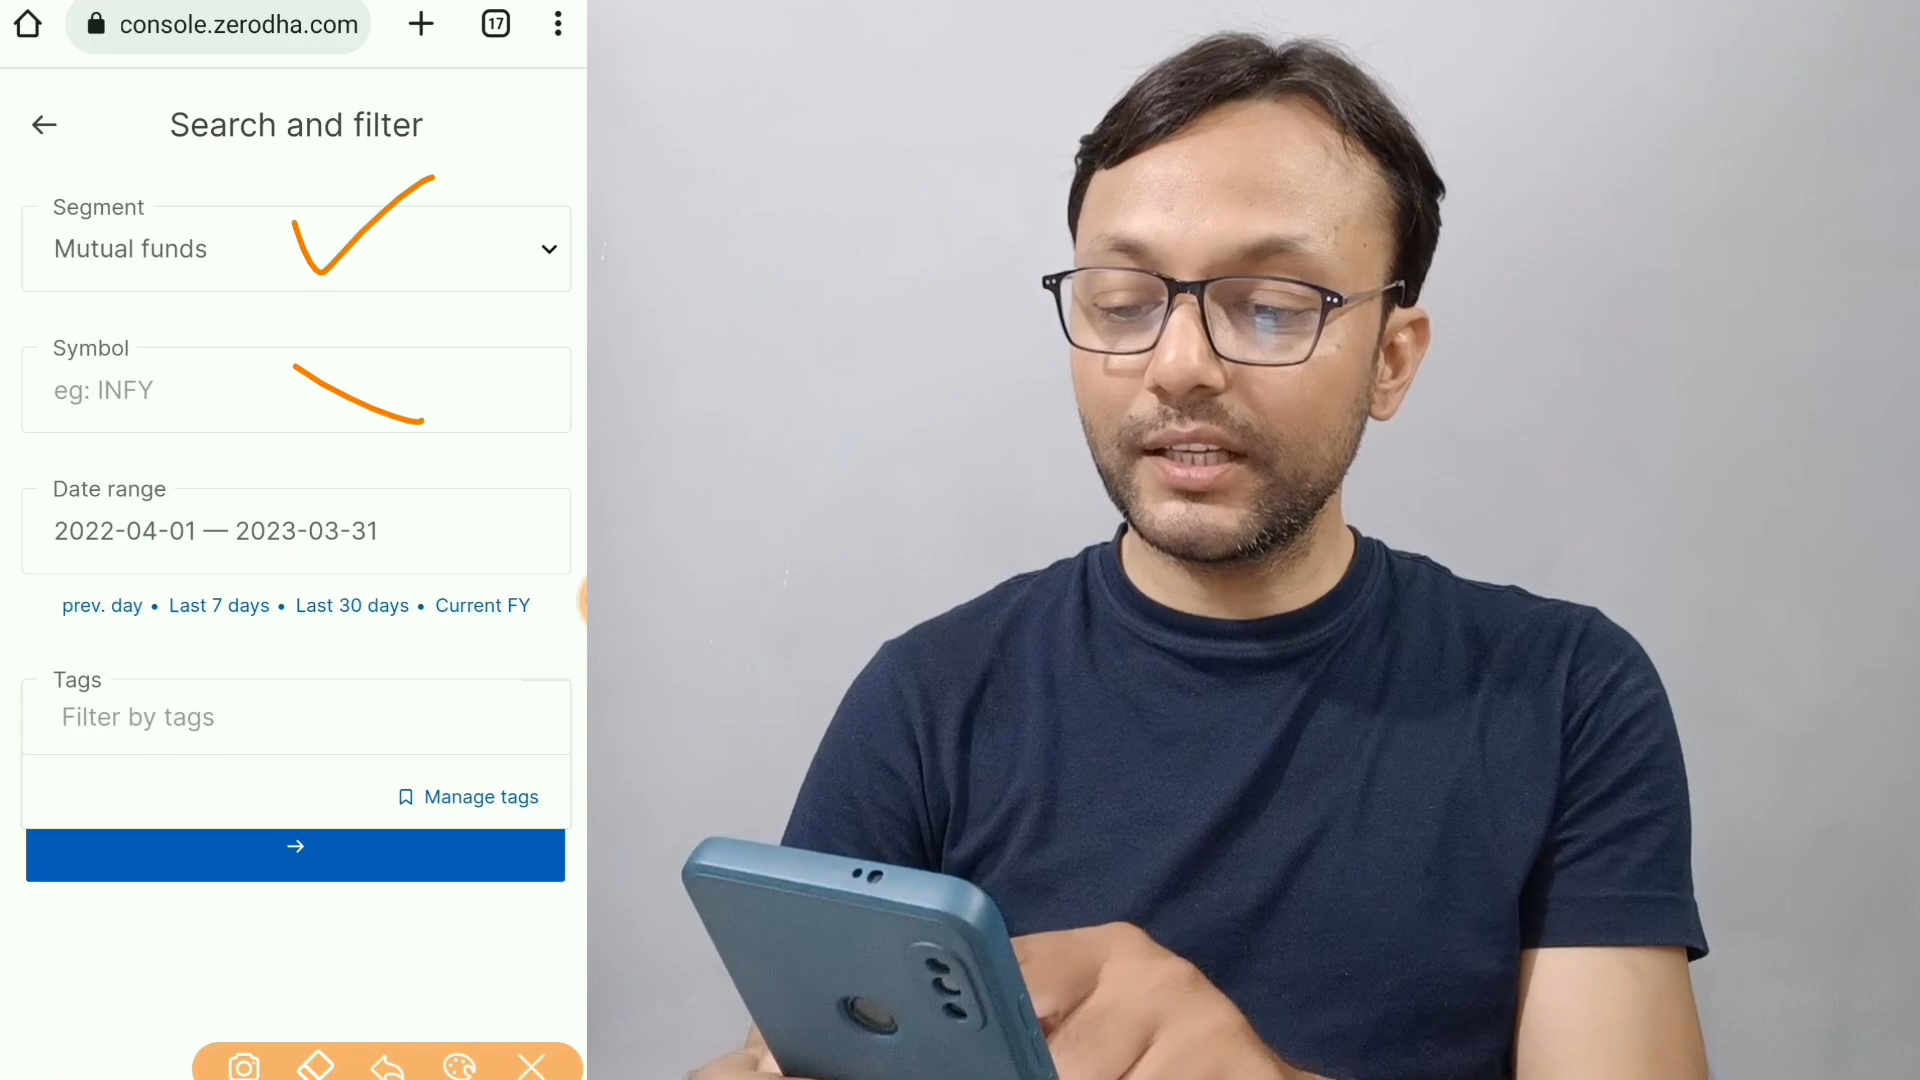 console.zerodha.com
17
Search and filter
Segment
Mutual funds
Symbol
eg: INFY
Date range
2022-04-01 — 2023-03-31
prev. day • Last 7 days • Last 30 days • Current FY
Tags
Filter by tags
Manage tags